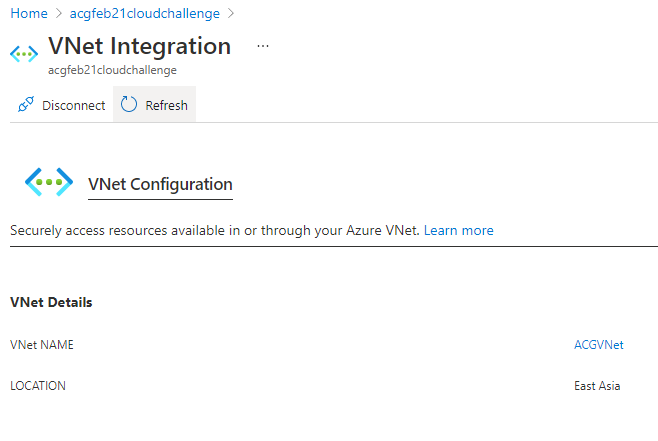 Home > acgfeb21cloudchallenge >
VNet Integration ...
acgfeb21cloudchallenge
Disconnect Refresh
VNet Configuration
Securely access resources available in or through your Azure VNet. Learn more
VNet Details
VNet NAME ACGVNet
LOCATION East Asia